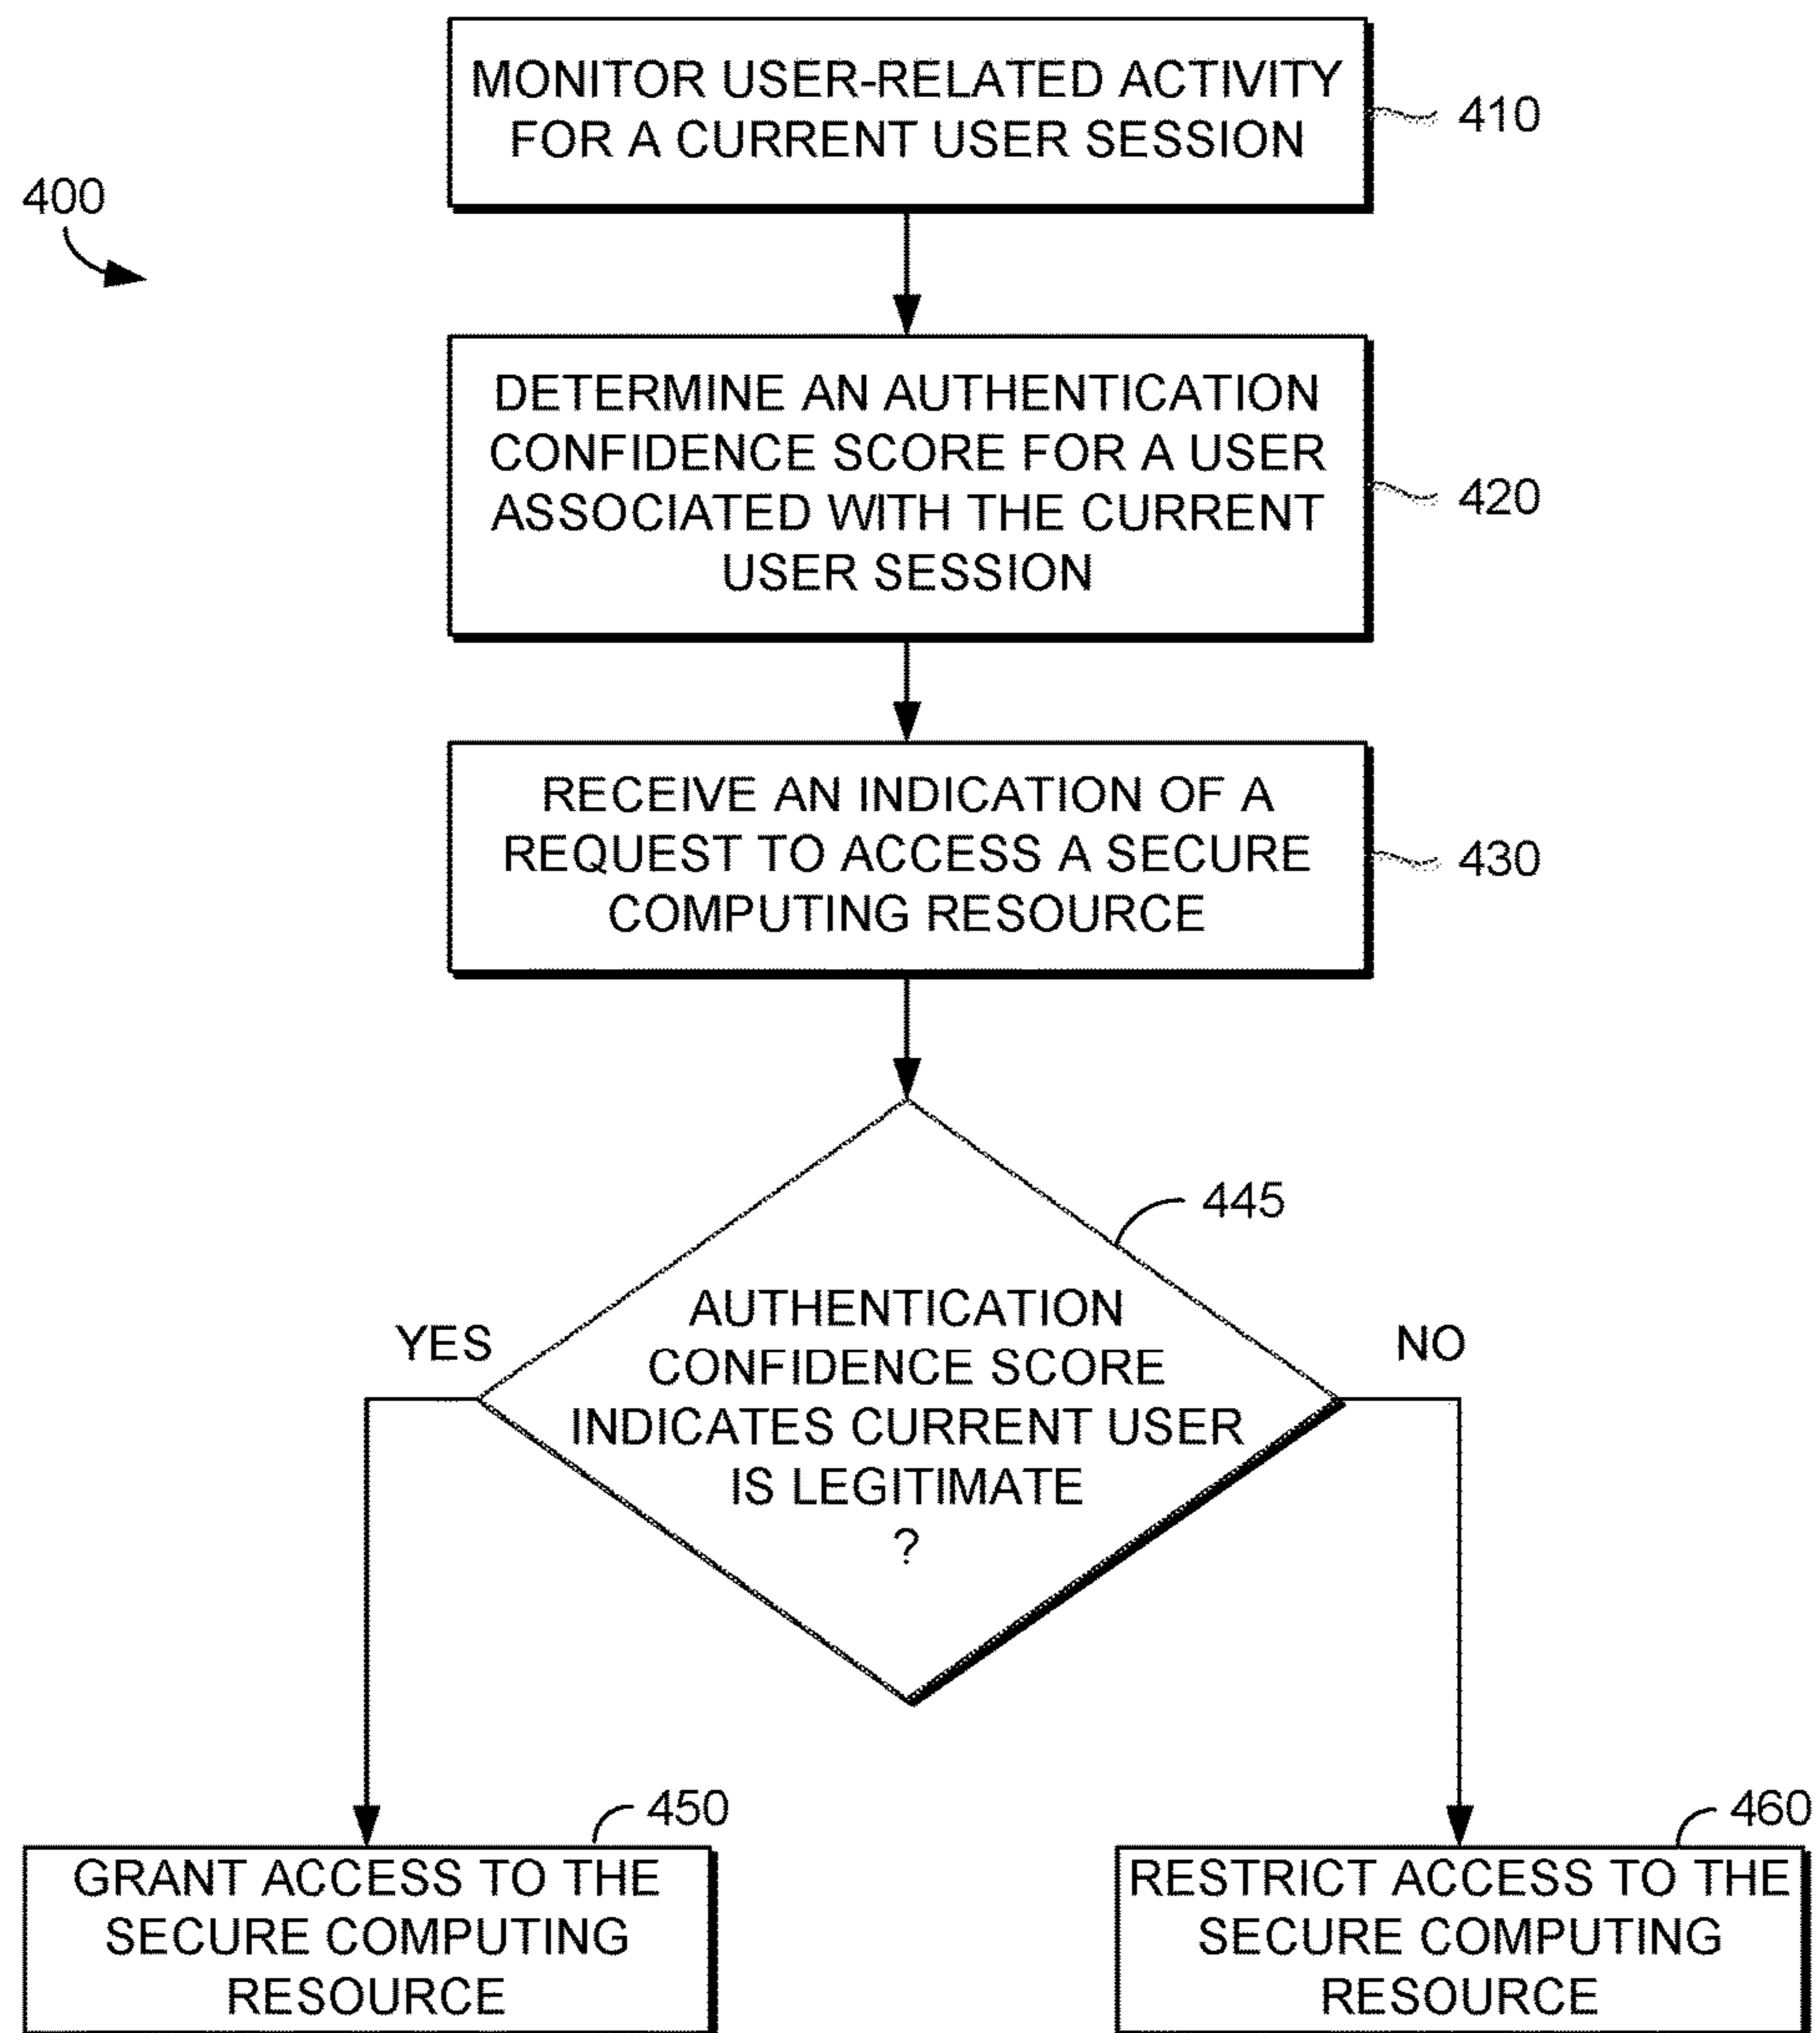 MONITOR USER-RELATED ACTIVITY
FOR A CURRENT USER SESSION
410
400
DETERMINE AN AUTHENTICATION
CONFIDENCE SCORE FOR A USER
ASSOCIATED WITH THE CURRENT
USER SESSION
420
RECEIVE AN INDICATION OF A
REQUEST TO ACCESS A SECURE
COMPUTING RESOURCE
430
445
AUTHENTICATION
CONFIDENCE SCORE
INDICATES CURRENT USER
IS LEGITIMATE
?
YES
NO
450
GRANT ACCESS TO THE
SECURE COMPUTING
RESOURCE
460
RESTRICT ACCESS TO THE
SECURE COMPUTING
RESOURCE